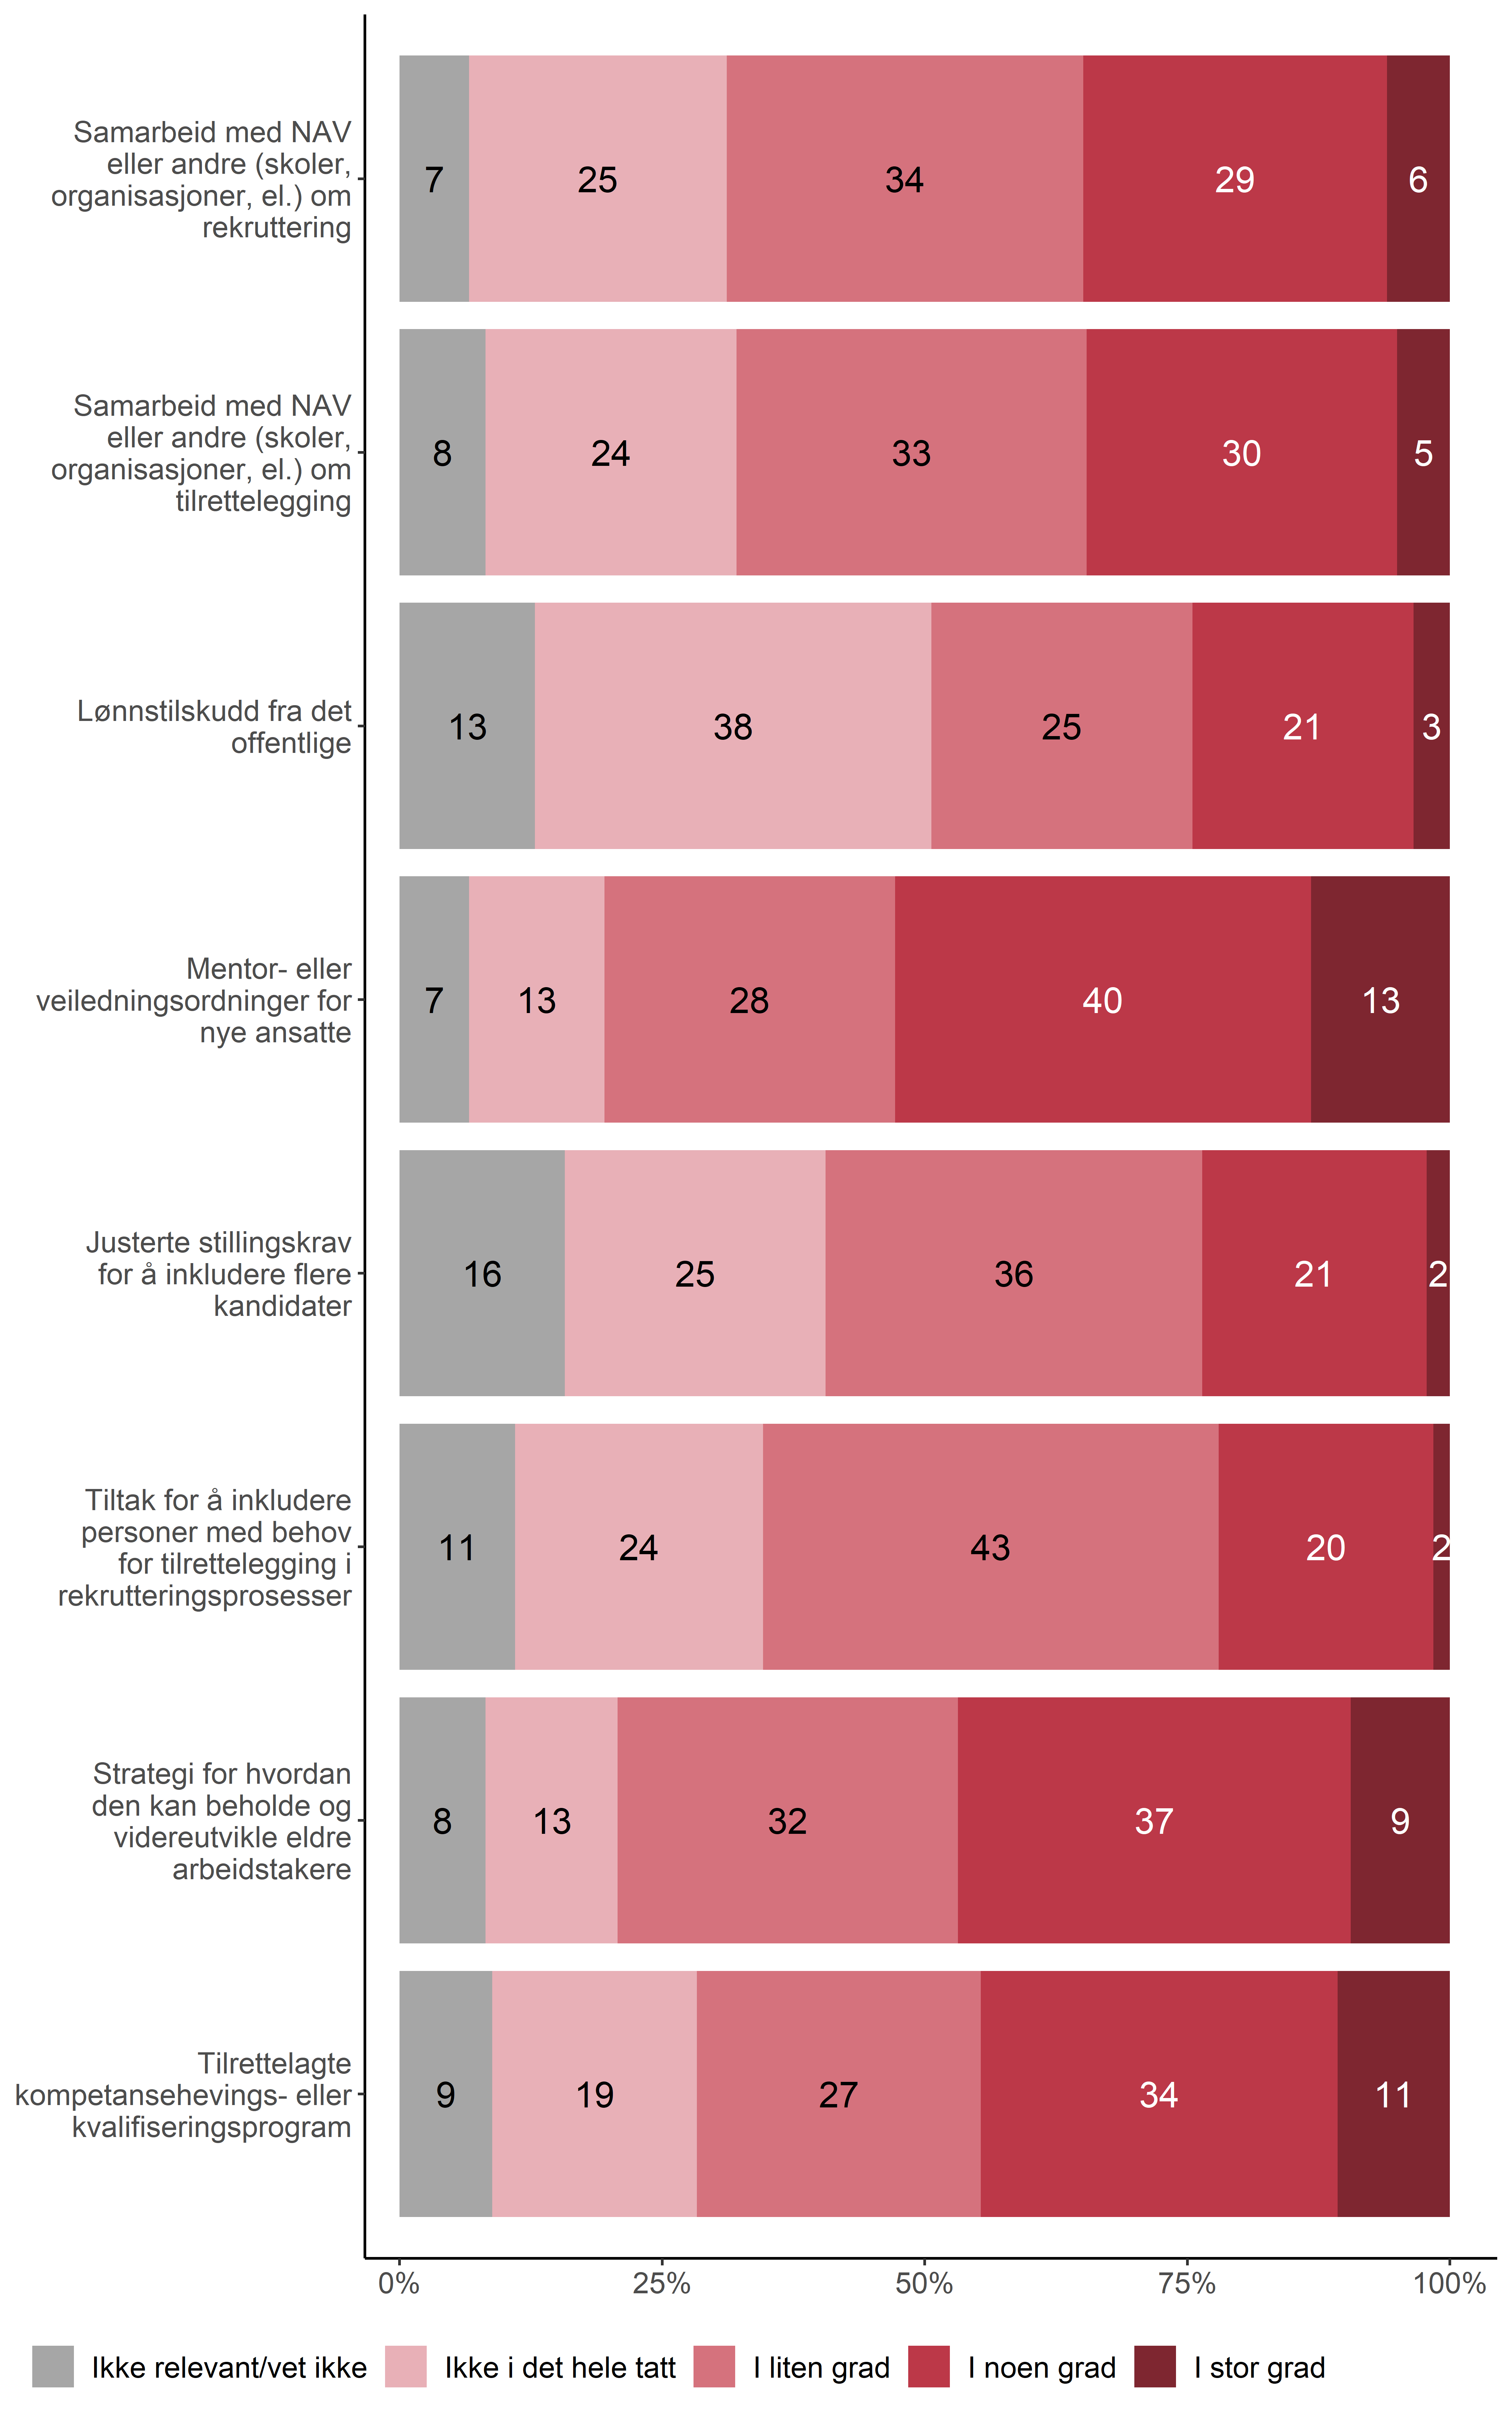 Samarbeid med NAV
eller andre (skoler,
organisasjoner, el.) om
rekruttering
7 25 34 29 6
Samarbeid med NAV
eller andre (skoler,
organisasjoner, el.) om
tilrettelegging
8 24 33 30 5
Lønnstilskudd fra det
offentlige
13 38 25 21 3
Mentor- eller
veiledningsordninger for
nye ansatte
7 13 28 40 13
Justerte stillingskrav
for å inkludere flere
kandidater
16 25 36 21 2
Tiltak for å inkludere
personer med behov
for tilrettelegging i
rekrutteringsprosesser
11 24 43 20 2
Strategi for hvordan
den kan beholde og
videreutvikle eldre
arbeidstakere
8 13 32 37 9
Tilrettelagte
kompetansehevings- eller
kvalifiseringsprogram
9 19 27 34 11
0% 25% 50% 75% 100%
Ikke relevant/vet ikke Ikke i det hele tatt I liten grad I noen grad I stor grad